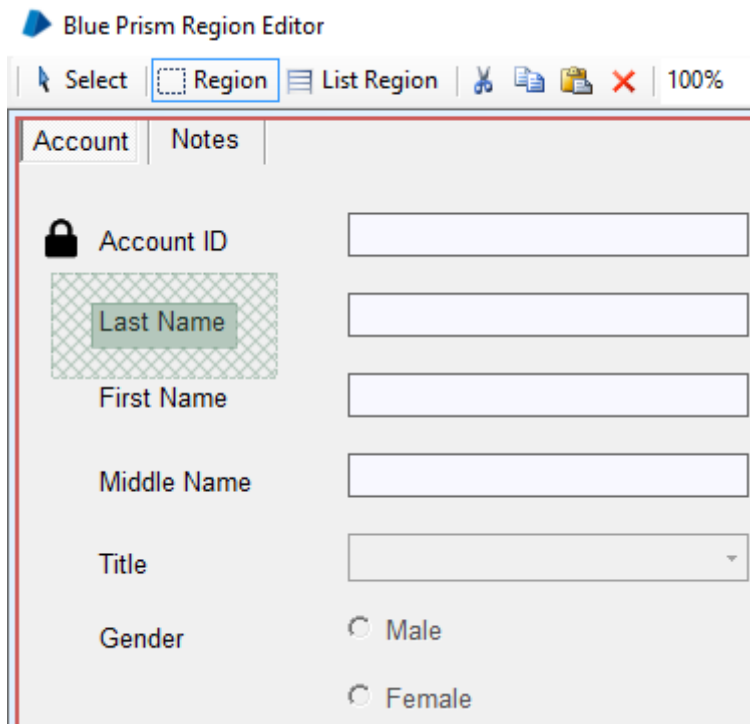 Blue Prism Region Editor
Select Region List Region 100%
Account Notes
Account ID
Last Name
First Name
Middle Name
Title
Gender Male
Female